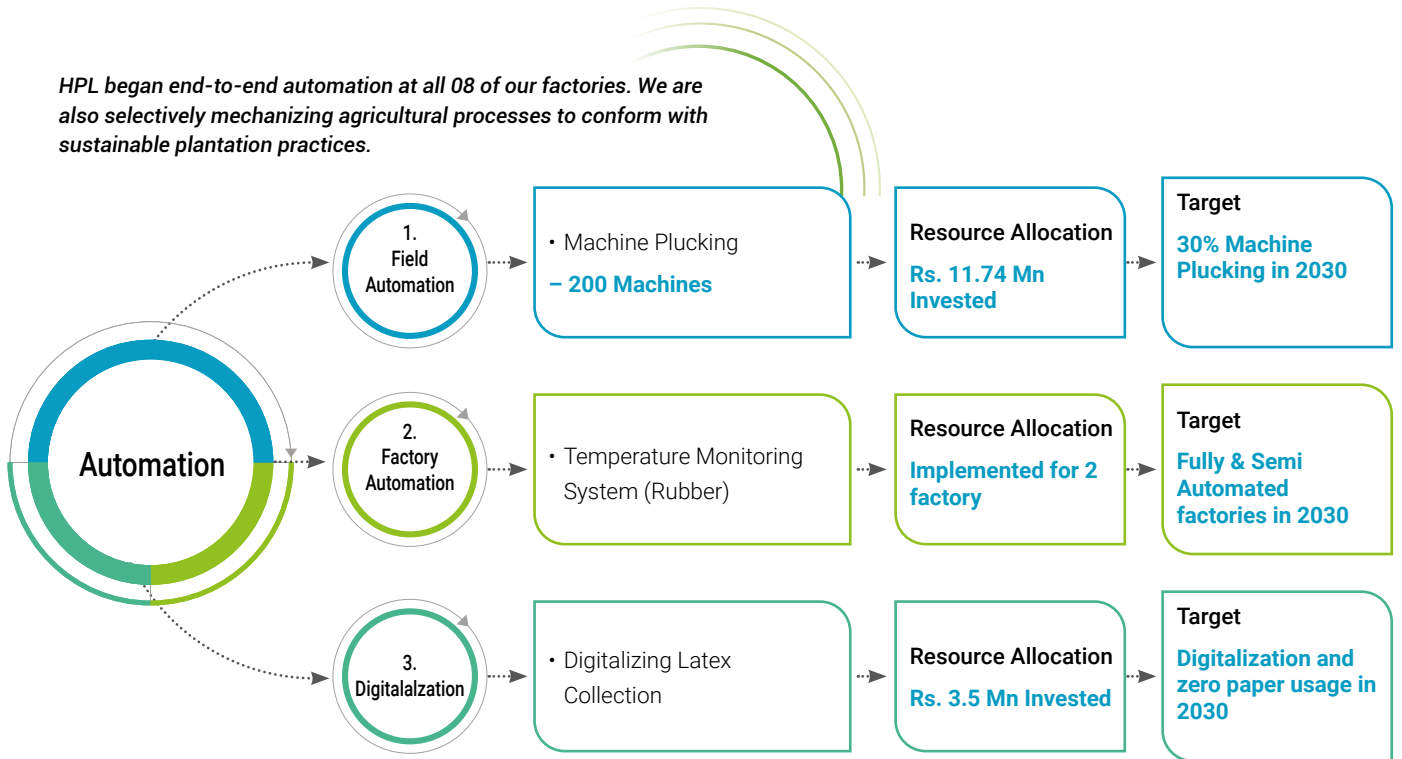 HPL began end-to-end automation at all 08 of our factories. We are
also selectively mechanizing agricultural processes to conform with
sustainable plantation practices.
Automation
1.
Field
Automation
• Machine Plucking
– 200 Machines
Resource Allocation
Rs. 11.74 Mn
Invested
Target
30% Machine
Plucking in 2030
2.
Factory
Automation
• Temperature Monitoring
System (Rubber)
Resource Allocation
Implemented for 2
factory
Target
Fully & Semi
Automated
factories in 2030
3.
Digitalalzation
• Digitalizing Latex
Collection
Resource Allocation
Rs. 3.5 Mn Invested
Target
Digitalization and
zero paper usage in
2030